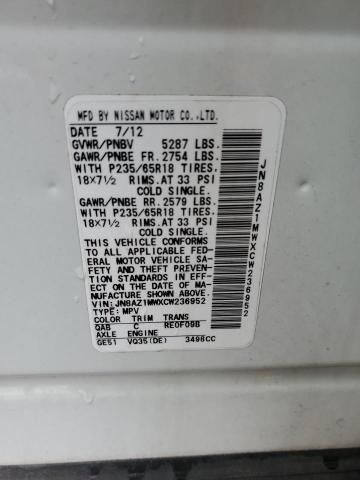 MFD BY NISSAN MOTOR CO.,LTD.
DATE 7/12
GVWR/PNBV 5287 LBS.
GAWR/PNBE FR. 2754 LBS.
WITH P235/65R18 TIRES.
18×7½ RIMS.AT 33 PSI
COLD SINGLE.
GAWR/PNBE RR. 2579 LBS.
WITH P235/65R18 TIRES.
18×7½ RIMS.AT 33 PSI
COLD SINGLE.
THIS VEHICLE CONFORMS
TO ALL APPLICABLE FED-
ERAL MOTOR VEHICLE SA-
FETY AND THEFT PREVEN-
TION STANDARDS IN EFF-
ECT ON THE DATE OF MA-
NUFACTURE SHOWN ABOVE.
VIN: JN8AZ1MWXCW236952
TYPE: MPV
COLOR TRIM TRANS
QAB C RE0F09B
AXLE ENGINE
GE51 VQ35(DE) 3498CC
JN8AZ1MWXCW236952